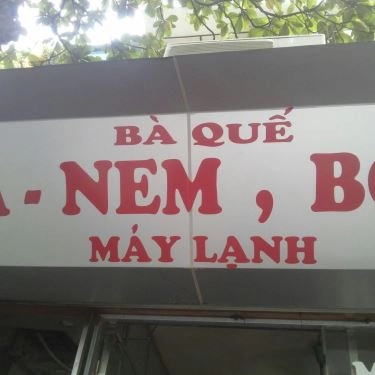 BÀ QUẾ
- NEM ,
MÁY LẠNH